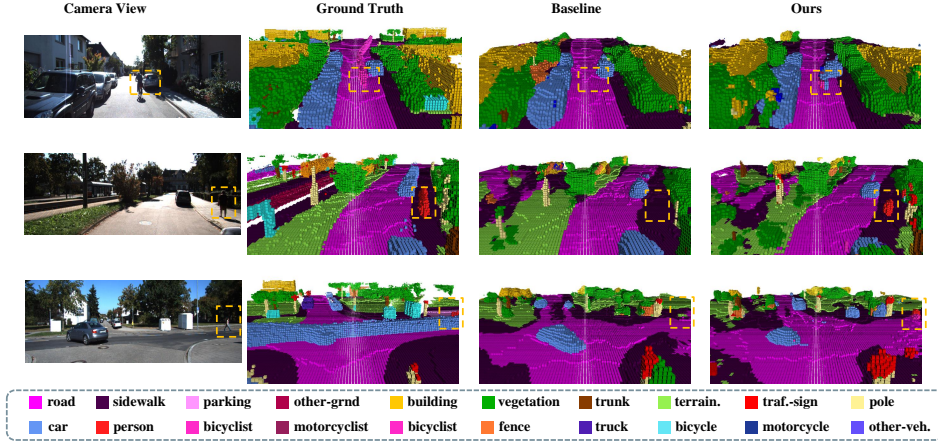 Camera View Ground Truth Baseline Ours
road sidewalk parking other-grnd building vegetation trunk terrain. traf.-sign pole
car person bicyclist motorcyclist bicyclist fence truck bicycle motorcycle other-veh.